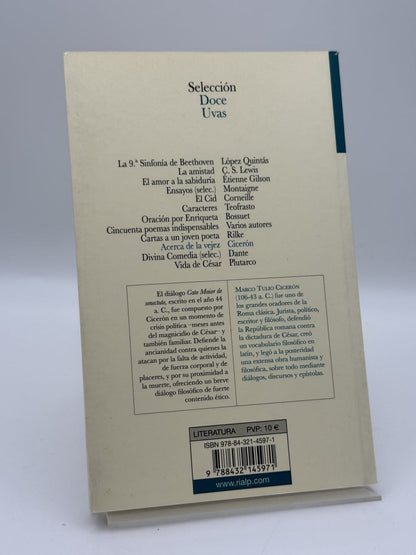 Selección
Doce
Uvas
La 9.ª Sinfonía de Beethoven López Quintás
La amistad C. S. Lewis
El amor a la sabiduría Étienne Gilson
Ensayos (selec.) Montaigne
El Cid Corneille
Caracteres Teofrasto
Oración por Enriqueta Bossuet
Cincuenta poemas indispensables Varios autores
Cartas a un joven poeta Rilke
Acerca de la vejez Cicerón
Divina Comedia (selec.) Dante
Vida de César Plutarco
El diálogo Cato Maior de
senectute, escrito en el año 44
a. C., fue compuesto por
Cicerón en un momento de
crisis política –meses antes
del magnicidio de César– y
también familiar. Defiende la
ancianidad contra quienes la
atacan por la falta de actividad,
de fuerza corporal y de
placeres, y por su proximidad a
la muerte, ofreciendo un breve
diálogo filosófico de fuerte
contenido ético.
MARCO TULIO CICERÓN
(106-43 a. C.) fue uno de
los grandes oradores de la
Roma clásica. Jurista, político,
escritor y filósofo, defendió
la República romana contra
la dictadura de César, creó
un vocabulario filosófico en
latín, y legó a la posteridad
una extensa obra humanista y
filosófica, sobre todo mediante
diálogos, discursos y epístolas.
LITERATURA PVP: 10 €
ISBN 978-84-321-4597-1
9 788432 145971
www.rialp.com